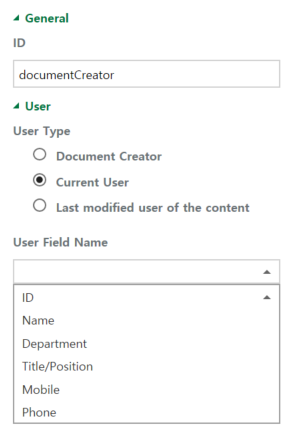 General
ID
documentCreator
User
User Type
Document Creator
Current User
Last modified user of the content
User Field Name
ID
Name
Department
Title/Position
Mobile
Phone